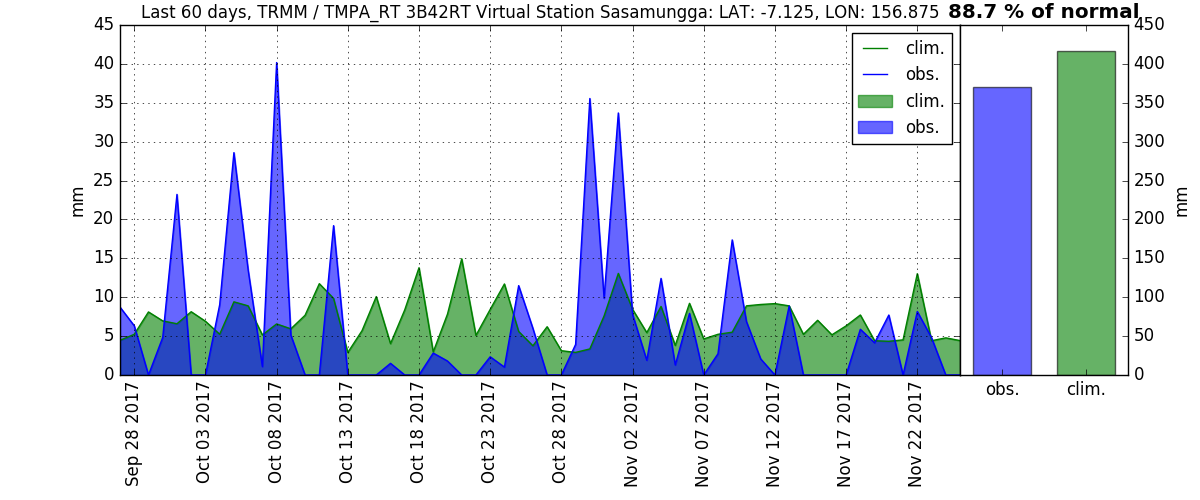 Last 60 days, TRMM / TMPA_RT 3B42RT Virtual Station Sasamungga: LAT: -7.125, LON: 156.875 88.7 % of normal
45
40
35
30
25
20
15
10
5
0
mm
clim.
obs.
clim.
obs.
450
400
350
300
250
200
150
100
50
0
mm
Sep 28 2017
Oct 03 2017
Oct 08 2017
Oct 13 2017
Oct 18 2017
Oct 23 2017
Oct 28 2017
Nov 02 2017
Nov 07 2017
Nov 12 2017
Nov 17 2017
Nov 22 2017
obs.
clim.